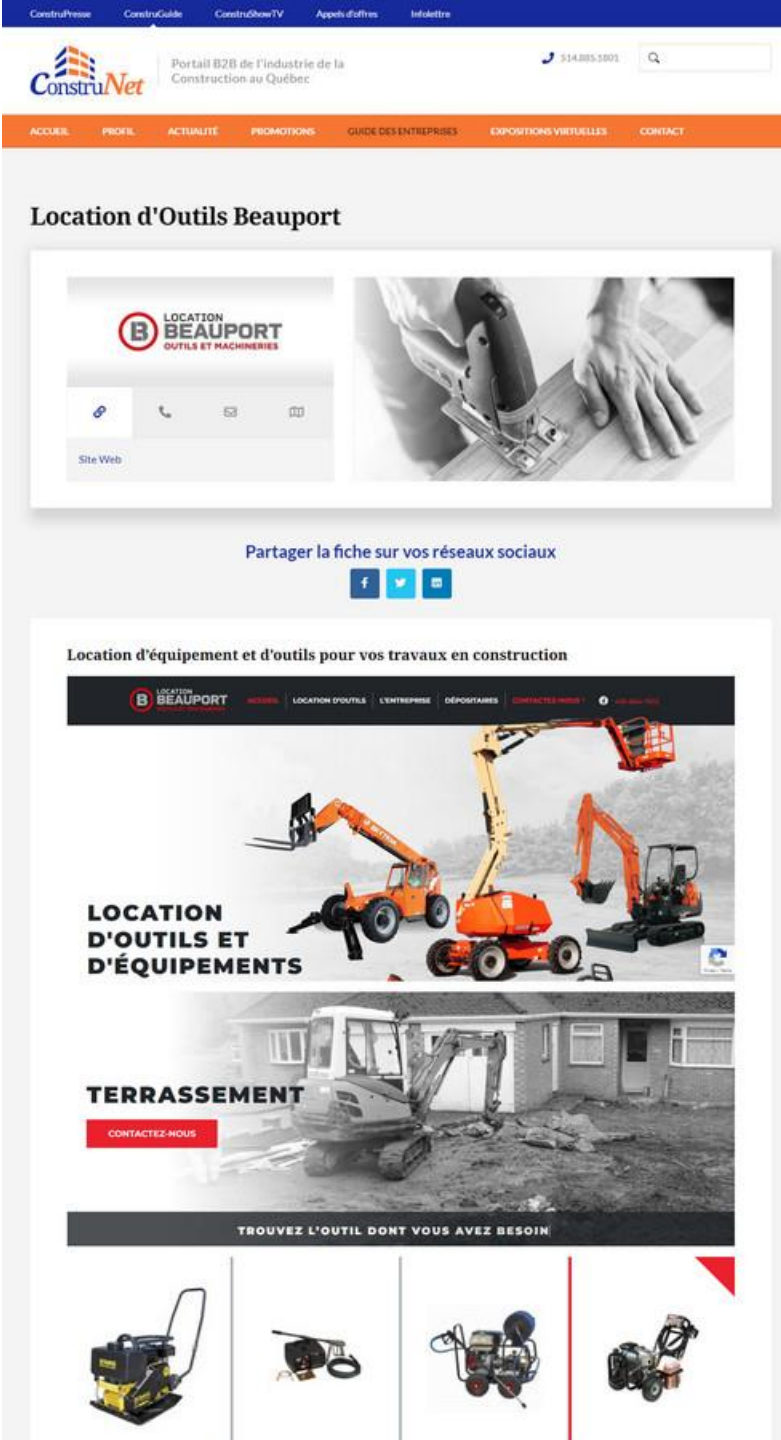 ConstruPresse ConstruGuide ConstruShowTV Appels d'offres Infolettre
ConstruNet
Portail B2B de l'industrie de la
Construction au Québec
514.885.5801
ACCUEIL PROFIL ACTUALITÉ PROMOTIONS GUIDE DES ENTREPRISES EXPOSITIONS VIRTUELLES CONTACT
Location d'Outils Beauport
B LOCATION
BEAUPORT
OUTILS ET MACHINERIES
Site Web
Partager la fiche sur vos réseaux sociaux
Location d'équipement et d'outils pour vos travaux en construction
B LOCATION
BEAUPORT
ACCUEIL LOCATION D'OUTILS L'ENTREPRISE DÉPOSITAIRES CONTACTEZ-NOUS !
LOCATION
D'OUTILS ET
D'ÉQUIPEMENTS
TERRASSEMENT
CONTACTEZ-NOUS
TROUVEZ L'OUTIL DONT VOUS AVEZ BESOIN